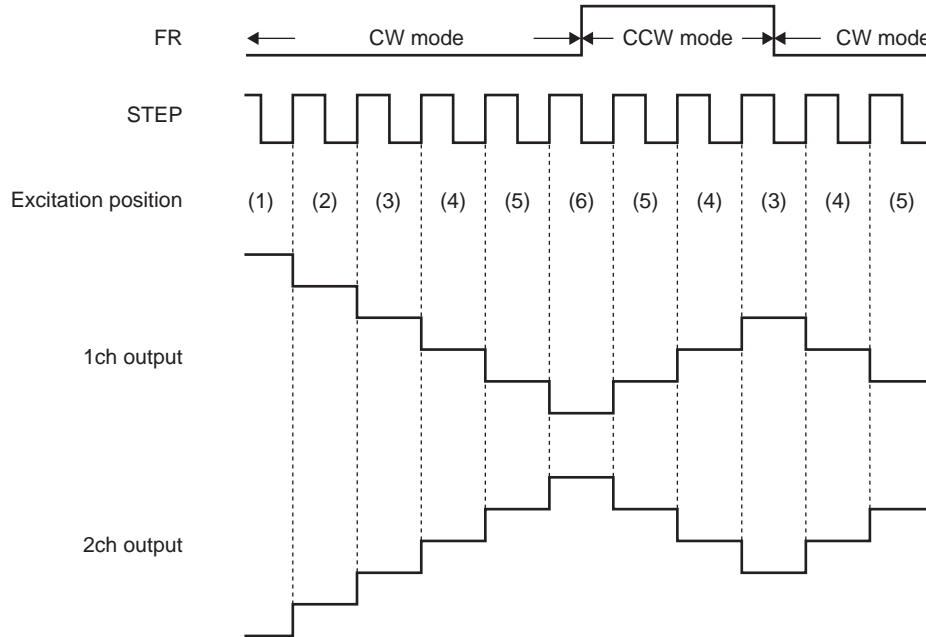 FR
CW mode
CCW mode
CW mode
STEP
Excitation position
(1) (2) (3) (4) (5) (6) (5) (4) (3) (4) (5)
1ch output
2ch output